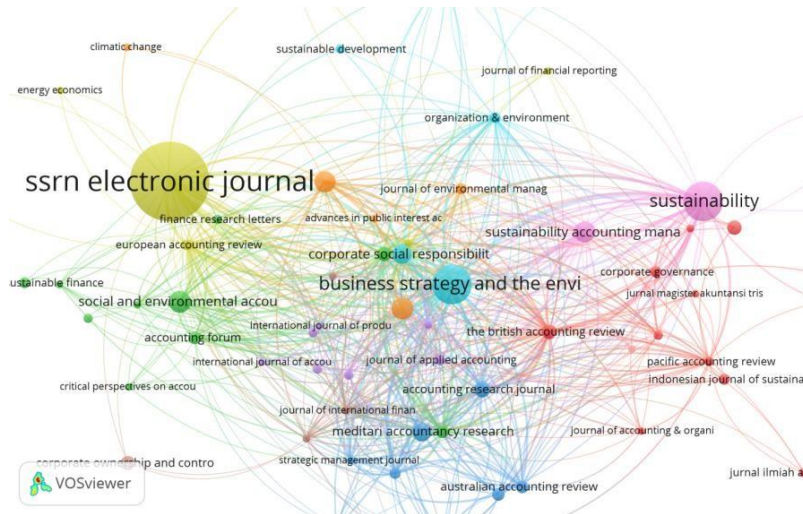 climatic change
sustainable development
energy economics
journal of financial reporting
organization & environment
ssrn electronic journal
journal of environmental manag
sustainability
finance research letters
advances in public interest ac
european accounting review
sustainability accounting mana
corporate social responsibilit
corporate governance
ustainable finance
business strategy and the envi
jurnal magister akuntansi tris
social and environmental accou
International journal of produ
the british accounting review
accounting forum
international journal of accou
journal of applied accounting
pacific accounting review
critical perspectives on accou
accounting research journal
indonesian journal of sustaina
journal of international finan
meditari accountancy research
journal of accounting & organi
corporate ownership and contro
strategic management journal
jurnal ilmiah a
VOSviewer
australian accounting review